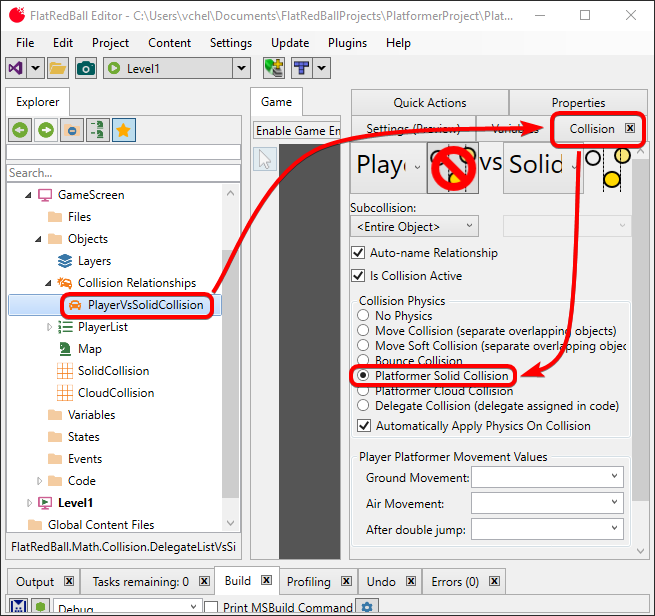 FlatRedBall Editor - C:\Users\vchel\Documents\FlatRedBallProjects\PlatformerProject\Plat...
File Edit Map Project Content Settings Update Plugins Help
Level1
Explorer
Search...
GameScreen
Files
Objects
Layers
Collision Relationships
PlayerVsSolidCollision
PlayerList
Map
SolidCollision
CloudCollision
Variables
States
Events
Code
Level1
Global Content Files
FlatRedBall.Math.Collision.DelegateListVsSi
Game
Enable Game En
Quick Actions Properties
Settings (Preview) Variables Collision
Playe vs Solid
Subcollision:
<Entire Object>
Auto-name Relationship
Is Collision Active
Collision Physics
No Physics
Move Collision (separate overlapping objects)
Move Soft Collision (separate overlapping objec
Bounce Collision
Platformer Solid Collision
Platformer Cloud Collision
Delegate Collision (delegate assigned in code)
Automatically Apply Physics On Collision
Player Platformer Movement Values
Ground Movement:
Air Movement:
After double jump:
Output Tasks remaining: 0 Build Profiling Undo Errors (0)
Debug Print MSBuild Command